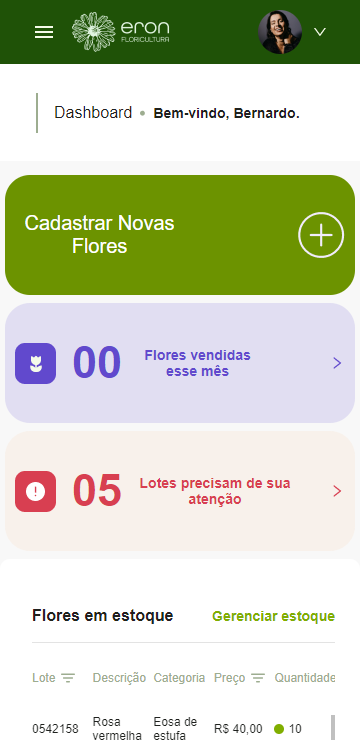 eron
FLORICULTURA
Dashboard • Bem-vindo, Bernardo.
Cadastrar Novas
Flores
00
Flores vendidas
esse mês
05
Lotes precisam de sua
atenção
Flores em estoque
Gerenciar estoque
Lote Descrição Categoria Preço Quantidade
0542158 Rosa vermelha Eosa de estufa R$ 40,00 10